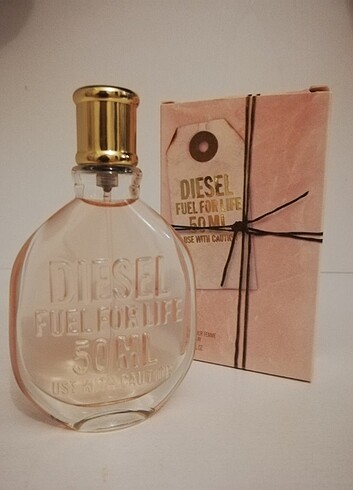 DIESEL
FUEL FOR LIFE
50 ML
USE WITH CAUTION
DIESEL
FUEL FOR LIFE
50 ML
USE WITH CAUTION